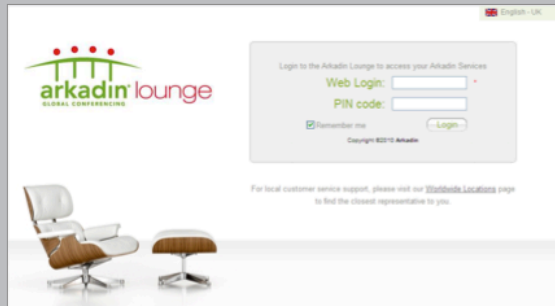 English - UK
Login to the Arkadin Lounge to access your Arkadin Services
arkadin lounge
GLOBAL CONFERENCING
Web Login: *
PIN code:
Remember me Login
Copyright ©2010 Arkadin
For local customer service support, please visit our Worldwide Locations page
to find the closest representative to you.